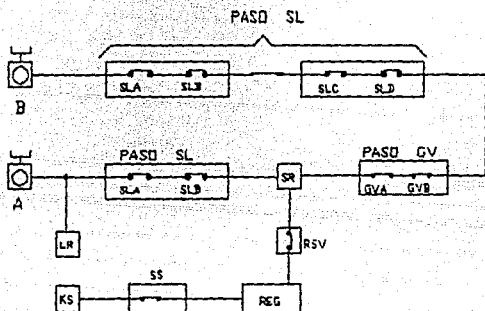 PASO SL
SLA SLB SLC SLD
B
PASO SL PASO GV
SLA SLB SR GVA GVB
A
LR RSV
SS
KS REG